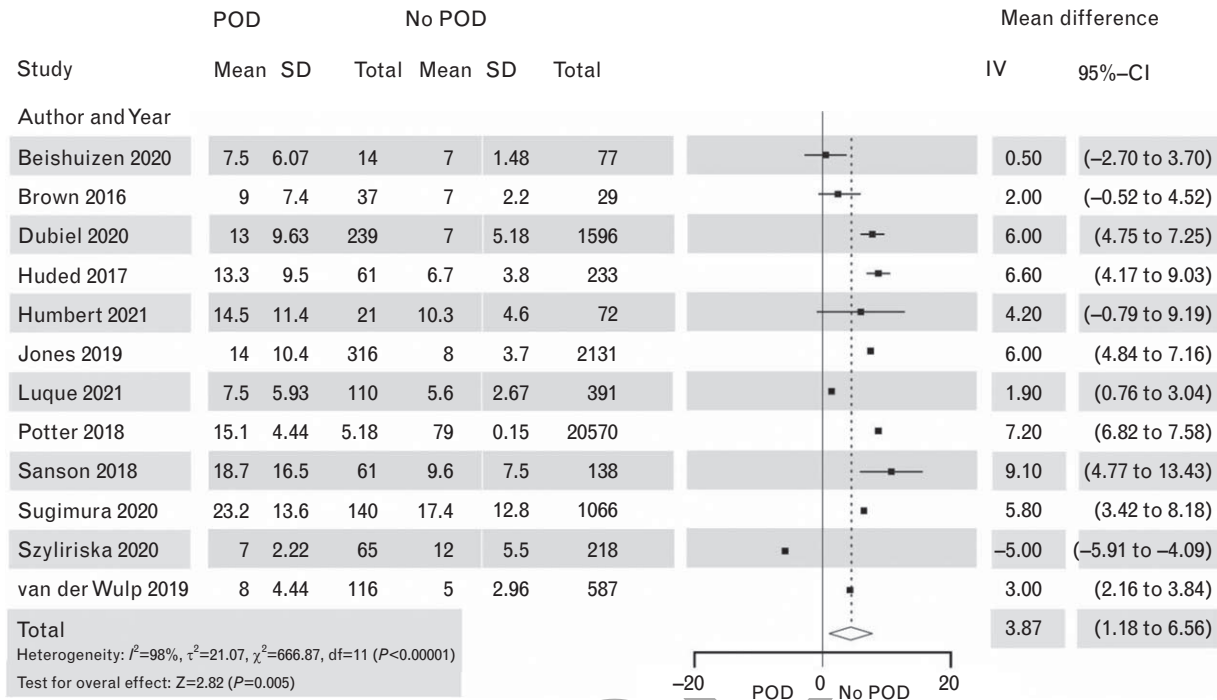 POD No POD Mean difference
Study Mean SD Total Mean SD Total IV 95%–CI
Author and Year
Beishuizen 2020 7.5 6.07 14 7 1.48 77 0.50 (–2.70 to 3.70)
Brown 2016 9 7.4 37 7 2.2 29 2.00 (–0.52 to 4.52)
Dubiel 2020 13 9.63 239 7 5.18 1596 6.00 (4.75 to 7.25)
Huded 2017 13.3 9.5 61 6.7 3.8 233 6.60 (4.17 to 9.03)
Humbert 2021 14.5 11.4 21 10.3 4.6 72 4.20 (–0.79 to 9.19)
Jones 2019 14 10.4 316 8 3.7 2131 6.00 (4.84 to 7.16)
Luque 2021 7.5 5.93 110 5.6 2.67 391 1.90 (0.76 to 3.04)
Potter 2018 15.1 4.44 5.18 79 0.15 20570 7.20 (6.82 to 7.58)
Sanson 2018 18.7 16.5 61 9.6 7.5 138 9.10 (4.77 to 13.43)
Sugimura 2020 23.2 13.6 140 17.4 12.8 1066 5.80 (3.42 to 8.18)
Szyliriska 2020 7 2.22 65 12 5.5 218 –5.00 (–5.91 to –4.09)
van der Wulp 2019 8 4.44 116 5 2.96 587 3.00 (2.16 to 3.84)
Total 3.87 (1.18 to 6.56)
Heterogeneity: I²=98%, τ²=21.07, χ²=666.87, df=11 (P<0.00001)
Test for overal effect: Z=2.82 (P=0.005)
–20 0 20
POD No POD